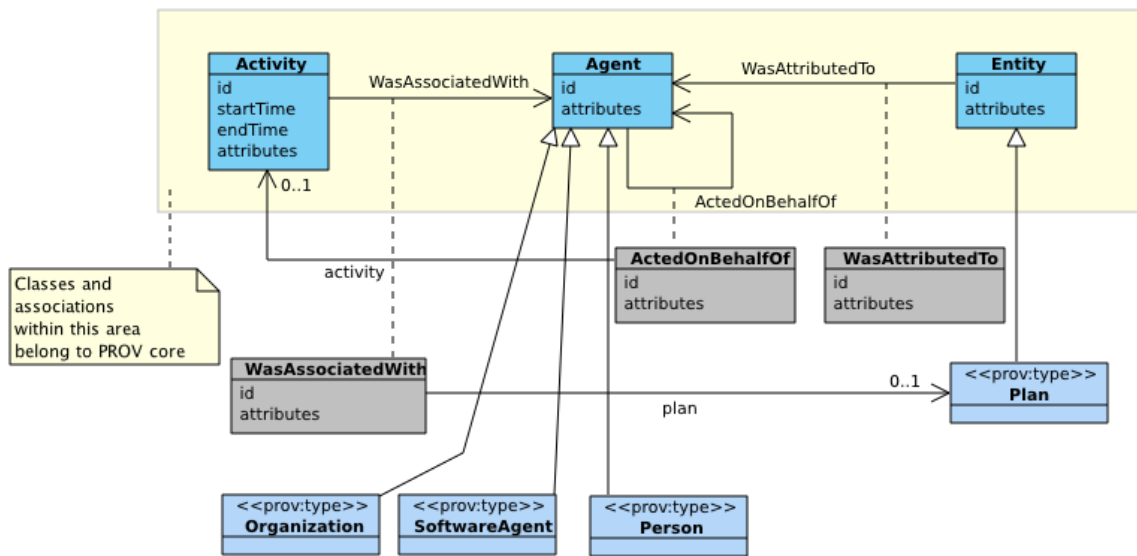 Activity
id
startTime
endTime
attributes
WasAssociatedWith
Agent
id
attributes
WasAttributedTo
Entity
id
attributes
0..1
ActedOnBehalfOf
activity
ActedOnBehalfOf
id
attributes
WasAttributedTo
id
attributes
Classes and
associations
within this area
belong to PROV core
WasAssociatedWith
id
attributes
plan
0..1
<<prov:type>>
Plan
<<prov:type>>
Organization
<<prov:type>>
SoftwareAgent
<<prov:type>>
Person